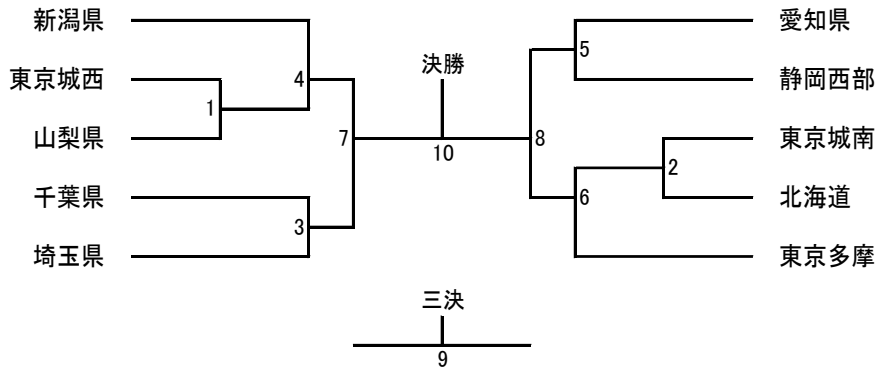 新潟県
東京城西
山梨県
千葉県
埼玉県
1
4
3
7
決勝
10
8
5
6
2
愛知県
静岡西部
東京城南
北海道
東京多摩
三決
9